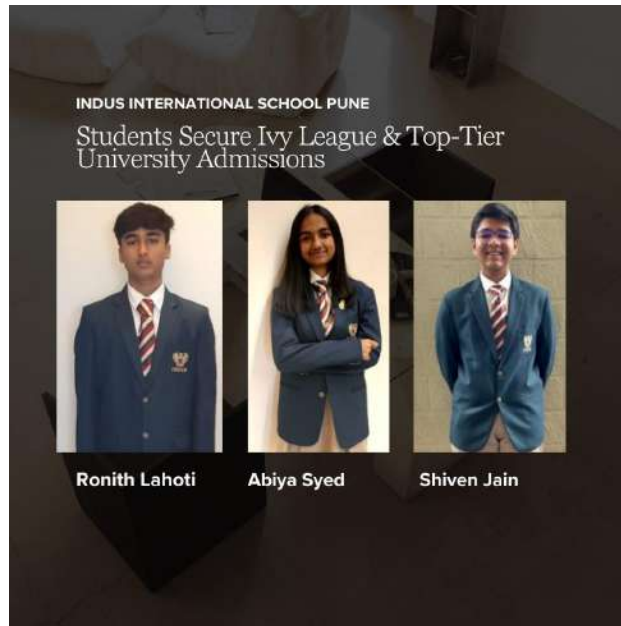 INDUS INTERNATIONAL SCHOOL PUNE
Students Secure Ivy League & Top-Tier
University Admissions
Ronith Lahoti
Abiya Syed
Shiven Jain